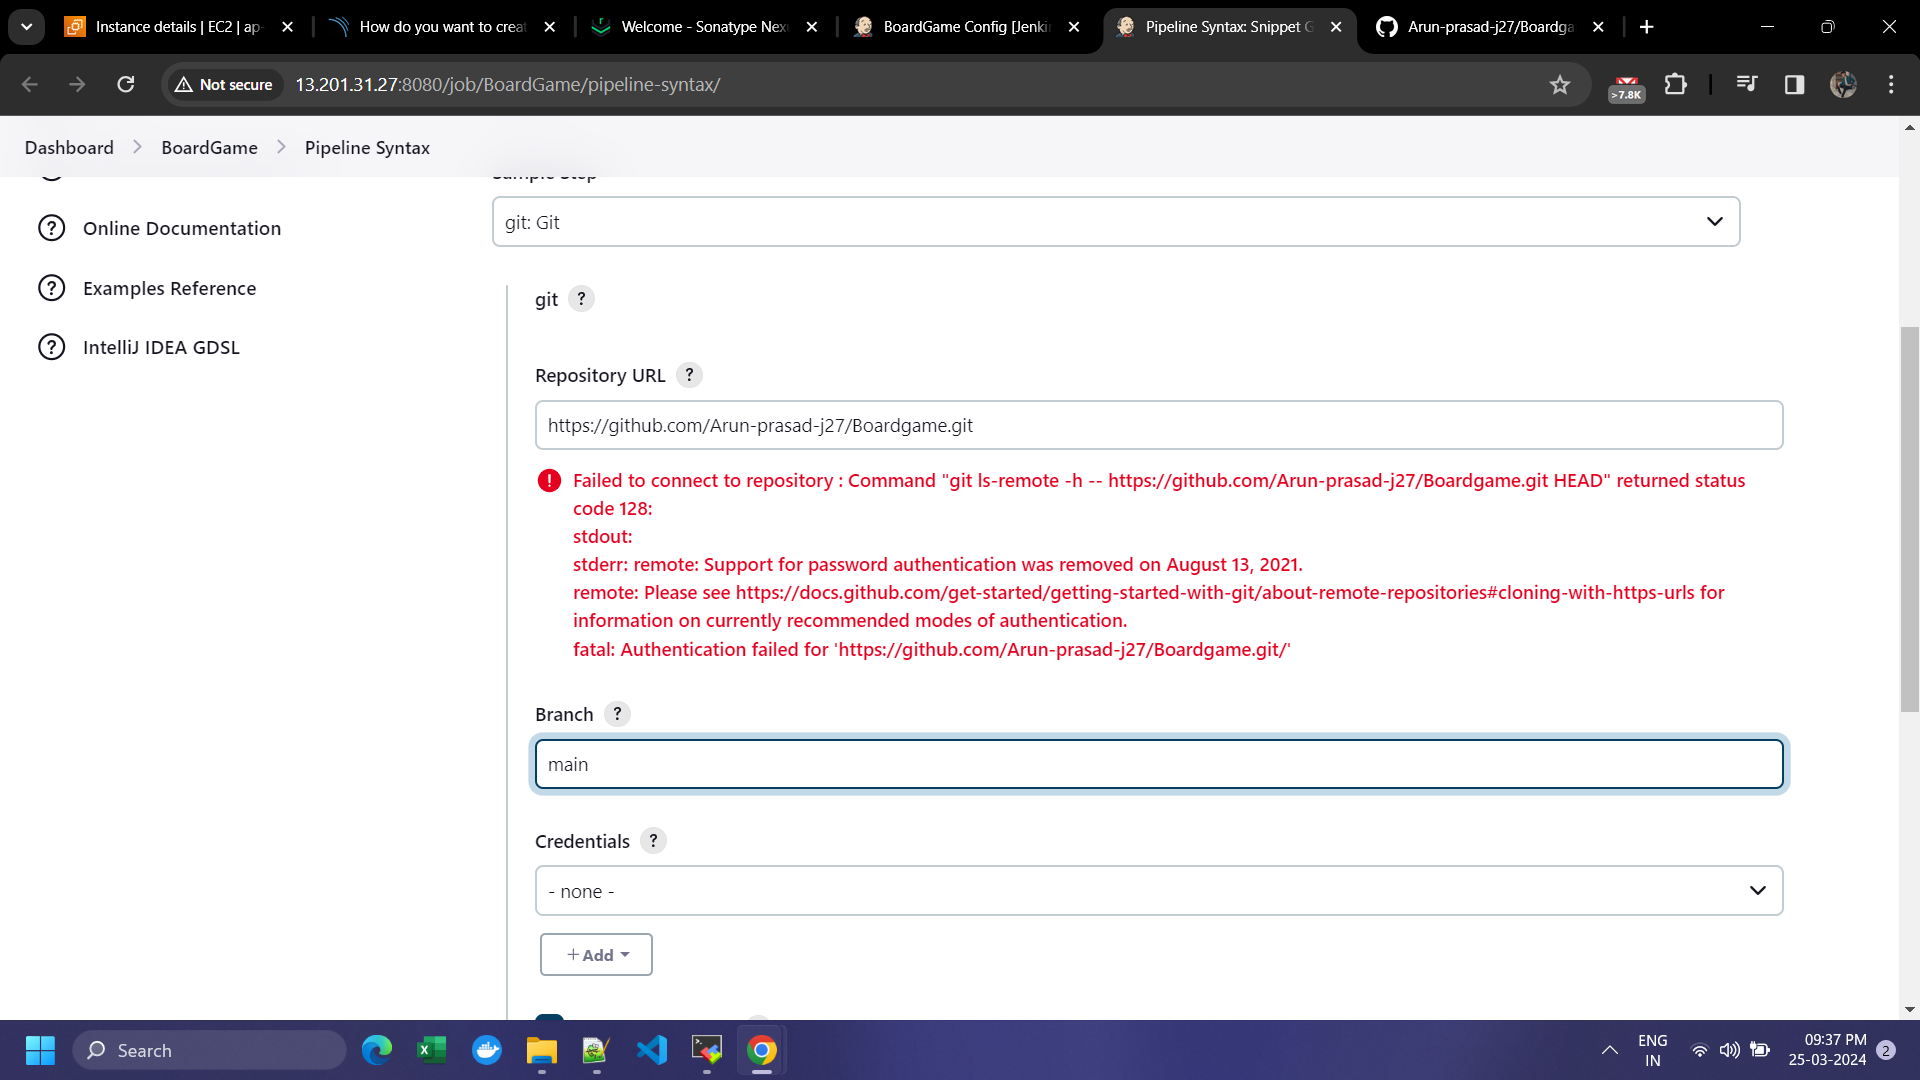 Instance details | EC2 | ap-
How do you want to creat
Welcome - Sonatype Nex
BoardGame Config [Jenki
Pipeline Syntax: Snippet G
Arun-prasad-j27/Boardga
Not secure
13.201.31.27:8080/job/BoardGame/pipeline-syntax/
>7.8K
Dashboard
BoardGame
Pipeline Syntax
Sample Step
git: Git
Online Documentation
Examples Reference
IntelliJ IDEA GDSL
git ?
Repository URL ?
https://github.com/Arun-prasad-j27/Boardgame.git
Failed to connect to repository : Command "git ls-remote -h -- https://github.com/Arun-prasad-j27/Boardgame.git HEAD" returned status
code 128:
stdout:
stderr: remote: Support for password authentication was removed on August 13, 2021.
remote: Please see https://docs.github.com/get-started/getting-started-with-git/about-remote-repositories#cloning-with-https-urls for
information on currently recommended modes of authentication.
fatal: Authentication failed for 'https://github.com/Arun-prasad-j27/Boardgame.git/'
Branch ?
main
Credentials ?
- none -
+ Add
Search
ENG
IN
09:37 PM
25-03-2024
2